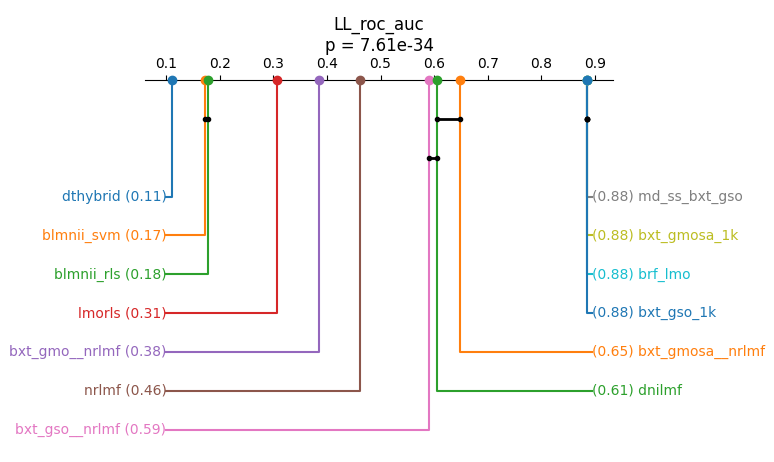 LL_roc_auc
p = 7.61e-34
0.1 0.2 0.3 0.4 0.5 0.6 0.7 0.8 0.9
dthybrid (0.11) (0.88) md_ss_bxt_gso
blmnii_svm (0.17) (0.88) bxt_gmosa_1k
blmnii_rls (0.18) (0.88) brf_lmo
lmorls (0.31) (0.88) bxt_gso_1k
bxt_gmo__nrlmf (0.38) (0.65) bxt_gmosa__nrlmf
nrlmf (0.46) (0.61) dnilmf
bxt_gso__nrlmf (0.59)